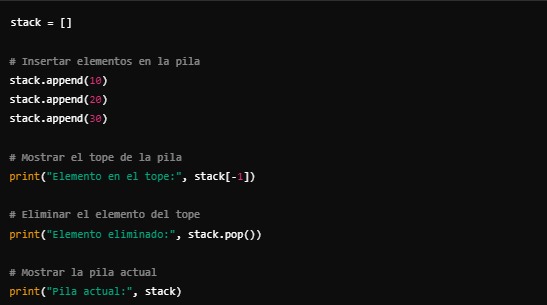 stack = []
# Insertar elementos en la pila
stack.append(10)
stack.append(20)
stack.append(30)
# Mostrar el tope de la pila
print("Elemento en el tope:", stack[-1])
# Eliminar el elemento del tope
print("Elemento eliminado:", stack.pop())
# Mostrar la pila actual
print("Pila actual:", stack)